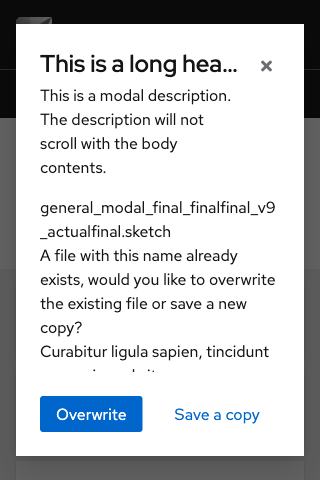 This is a long hea...
This is a modal description.
The description will not
scroll with the body
contents.
general_modal_final_finalfinal_v9
_actualfinal.sketch
A file with this name already
exists, would you like to overwrite
the existing file or save a new
copy?
Curabitur ligula sapien, tincidunt
Overwrite
Save a copy